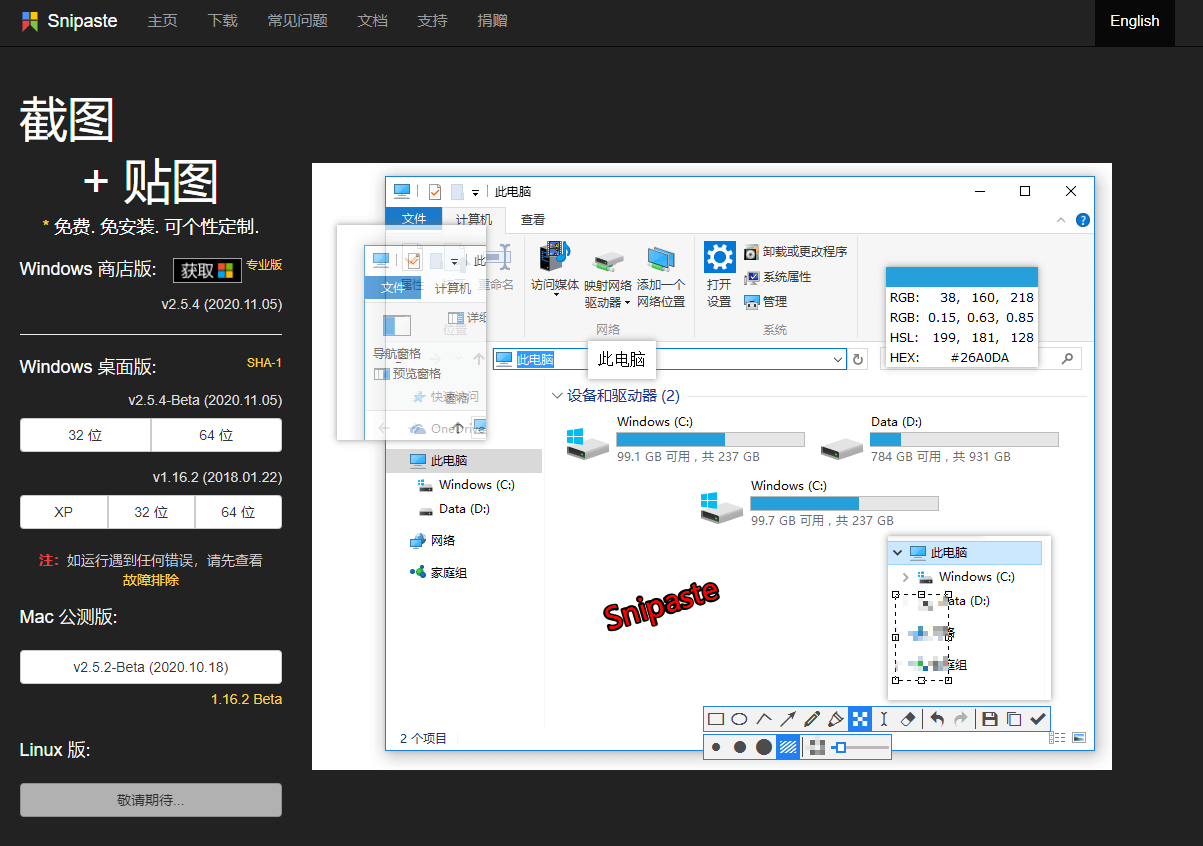 Snipaste 主页 下载 常见问题 文档 支持 捐赠 English
截图
+ 贴图
* 免费. 免安装. 可个性定制.
Windows 商店版: 获取 专业版
v2.5.4 (2020.11.05)
Windows 桌面版: SHA-1
v2.5.4-Beta (2020.11.05)
32 位 64 位
v1.16.2 (2018.01.22)
XP 32 位 64 位
注: 如运行遇到任何错误，请先查看
故障排除
Mac 公测版:
v2.5.2-Beta (2020.10.18)
1.16.2 Beta
Linux 版:
敬请期待...
此电脑
文件 计算机 查看
属性 重命名
访问媒体
映射网络
驱动器
添加一个
网络位置
网络
打开
设置
卸载或更改程序
系统属性
管理
系统
文件 计算机
位置
导航窗格
预览窗格
快速访问
窗格
OneDrive
此电脑
此电脑
RGB: 38, 160, 218
RGB: 0.15, 0.63, 0.85
HSL: 199, 181, 128
HEX: #26A0DA
设备和驱动器 (2)
Windows (C:)
99.1 GB 可用 , 共 237 GB
Data (D:)
784 GB 可用 , 共 931 GB
Windows (C:)
99.7 GB 可用 , 共 237 GB
此电脑
Windows (C:)
Data (D:)
网络
家庭组
Snipaste
此电脑
Windows (C:)
ata (D:)
庭组
2 个项目